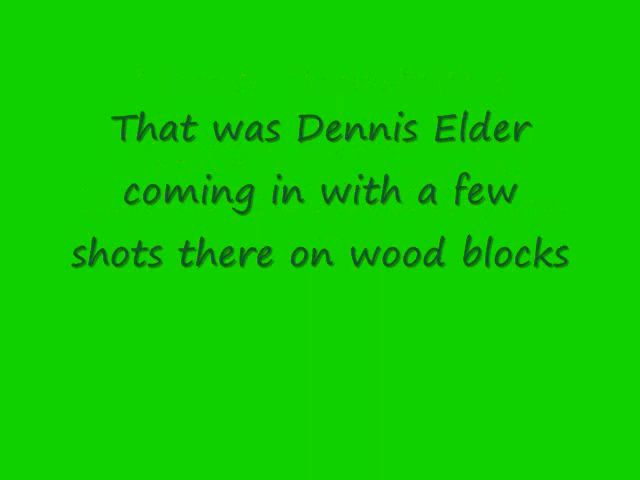 That was Dennis Elder
coming in with a few
shots there on wood blocks